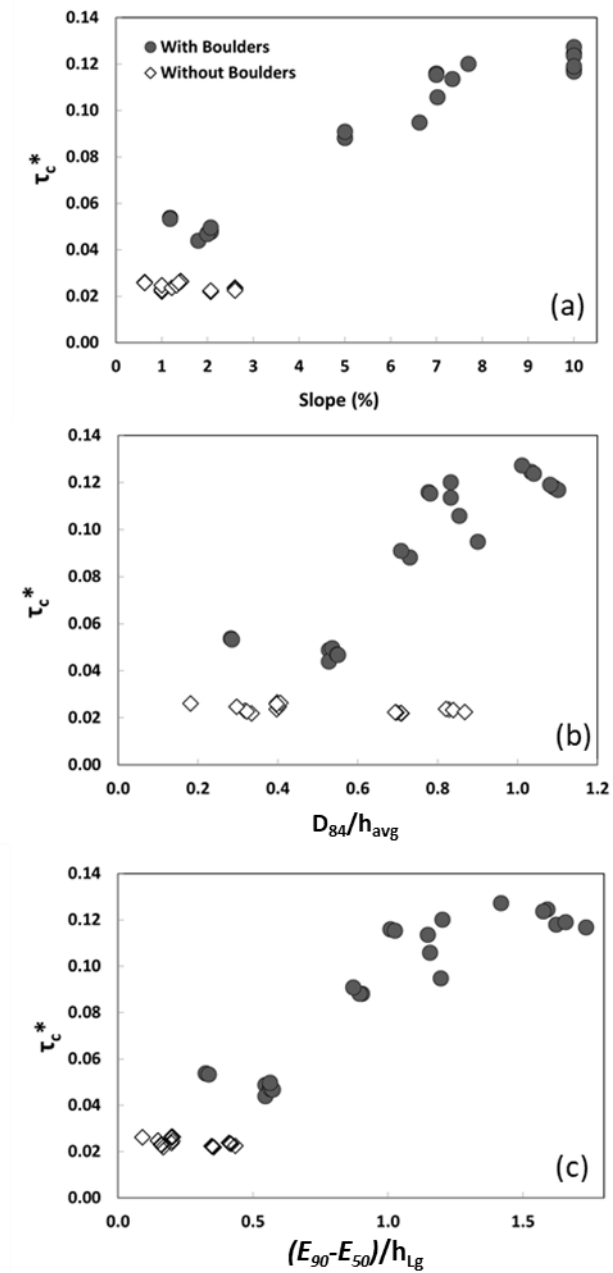 0.14
With Boulders
0.12
Without Boulders
0.10
0.08
τc*
0.06
0.04
0.02
(a)
0.00
0 1 2 3 4 5 6 7 8 9 10
Slope (%)
0.14
0.12
0.10
0.08
τc*
0.06
0.04
0.02
(b)
0.00
0.0 0.2 0.4 0.6 0.8 1.0 1.2
D84/havg
0.14
0.12
0.10
0.08
τc*
0.06
0.04
0.02
(c)
0.00
0.0 0.5 1.0 1.5
(E90-E50)/hLg